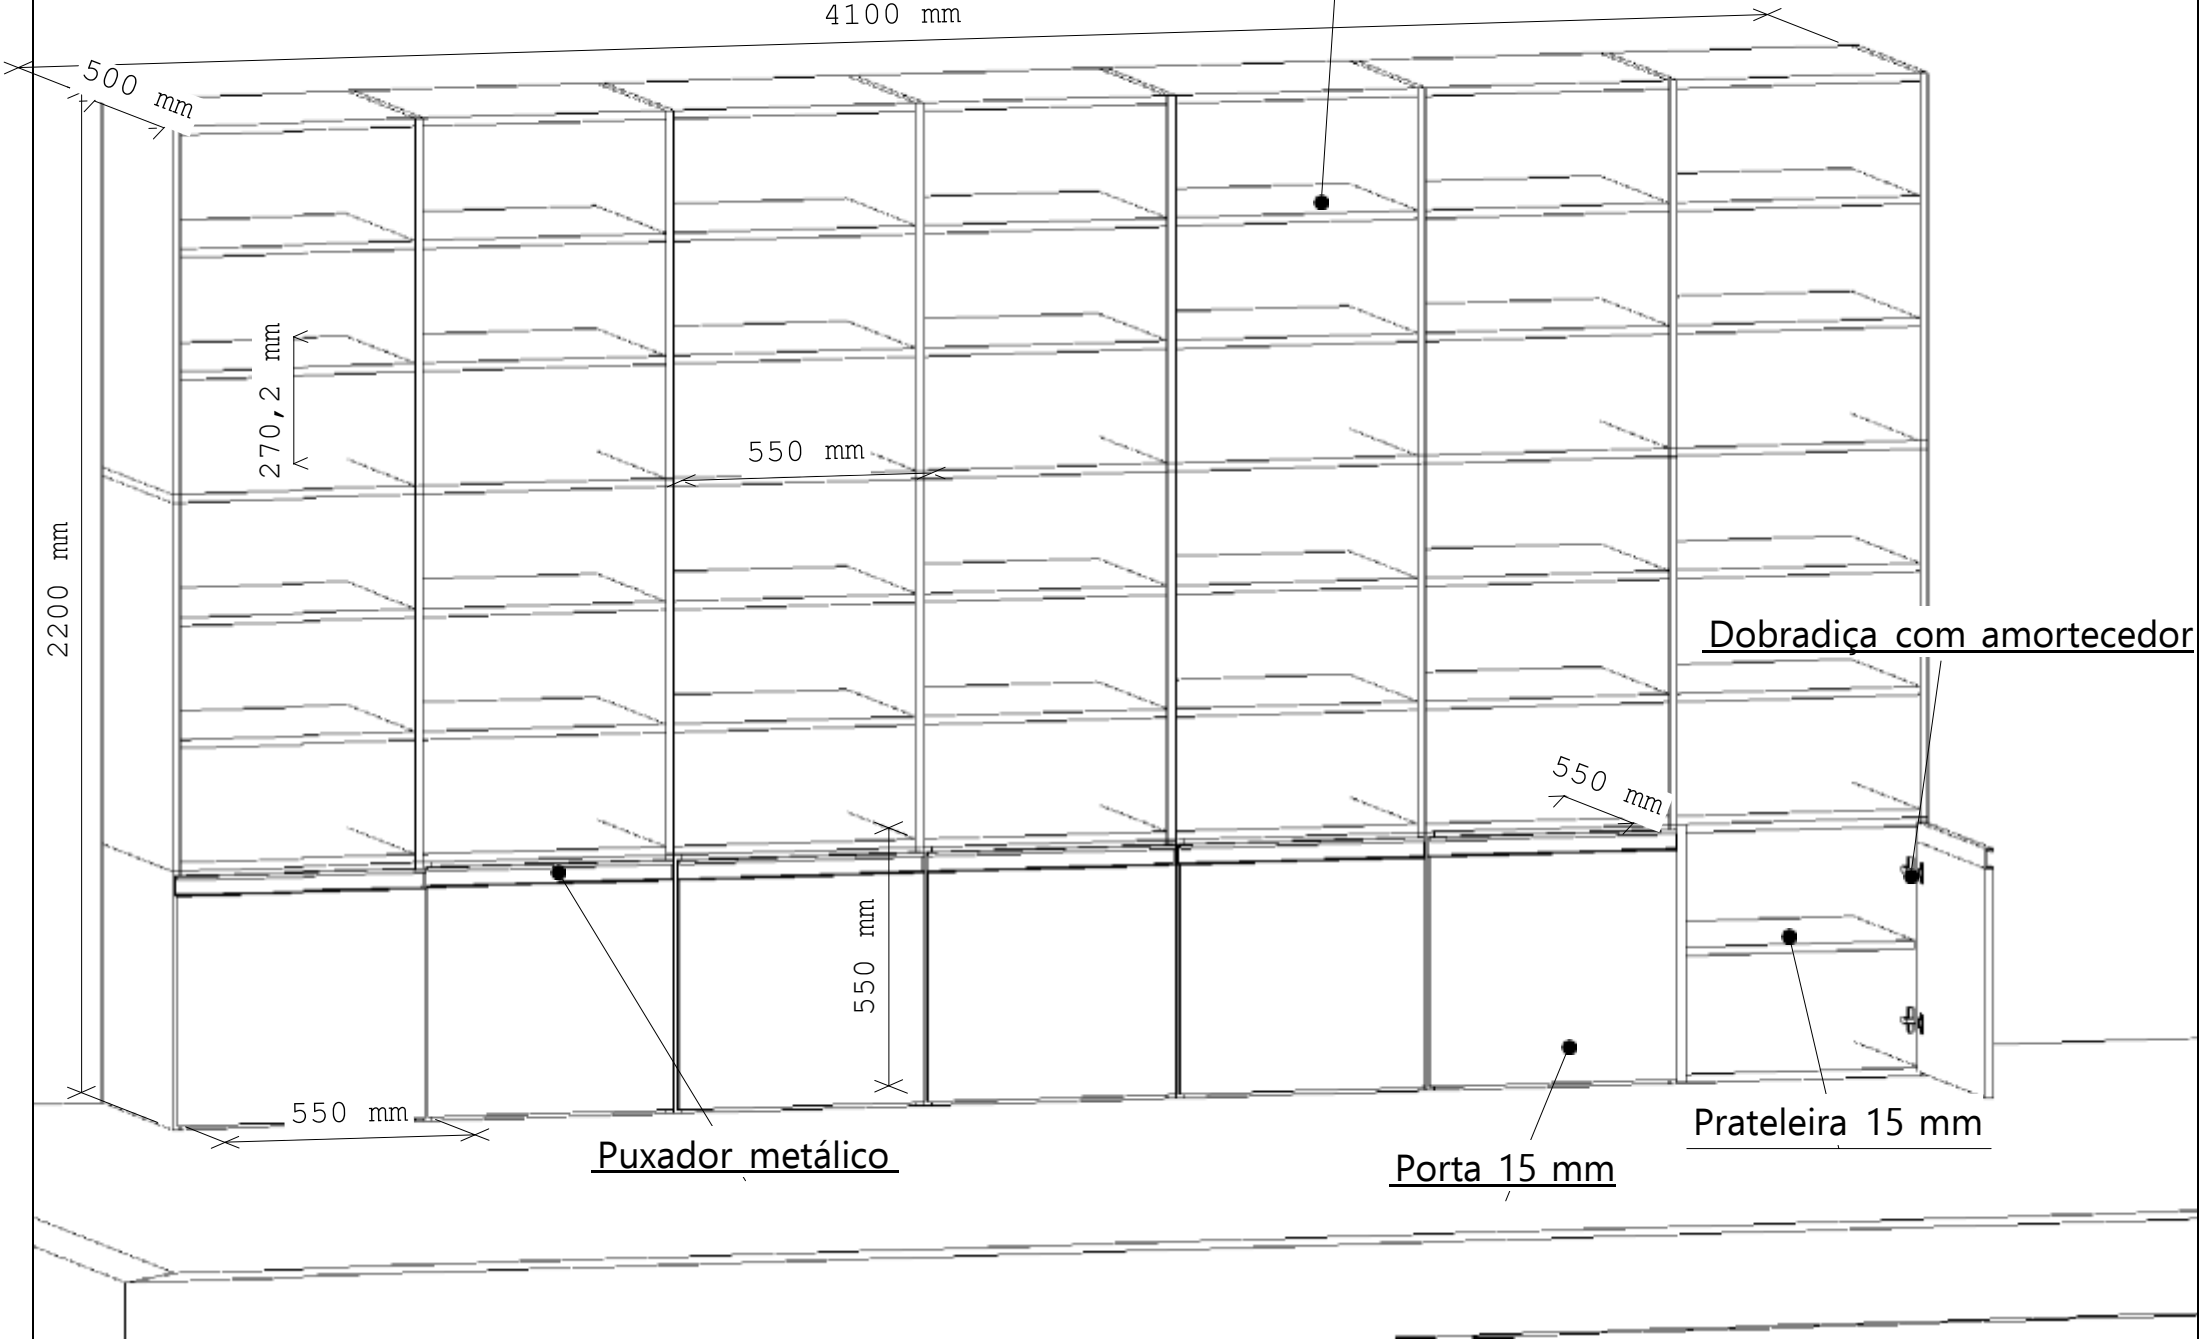 4100 mm
500 mm
270,2 mm
550 mm
2200 mm
Dobradiça com amortecedor
550 mm
550 mm
550 mm
Prateleira 15 mm
Puxador metálico
Porta 15 mm